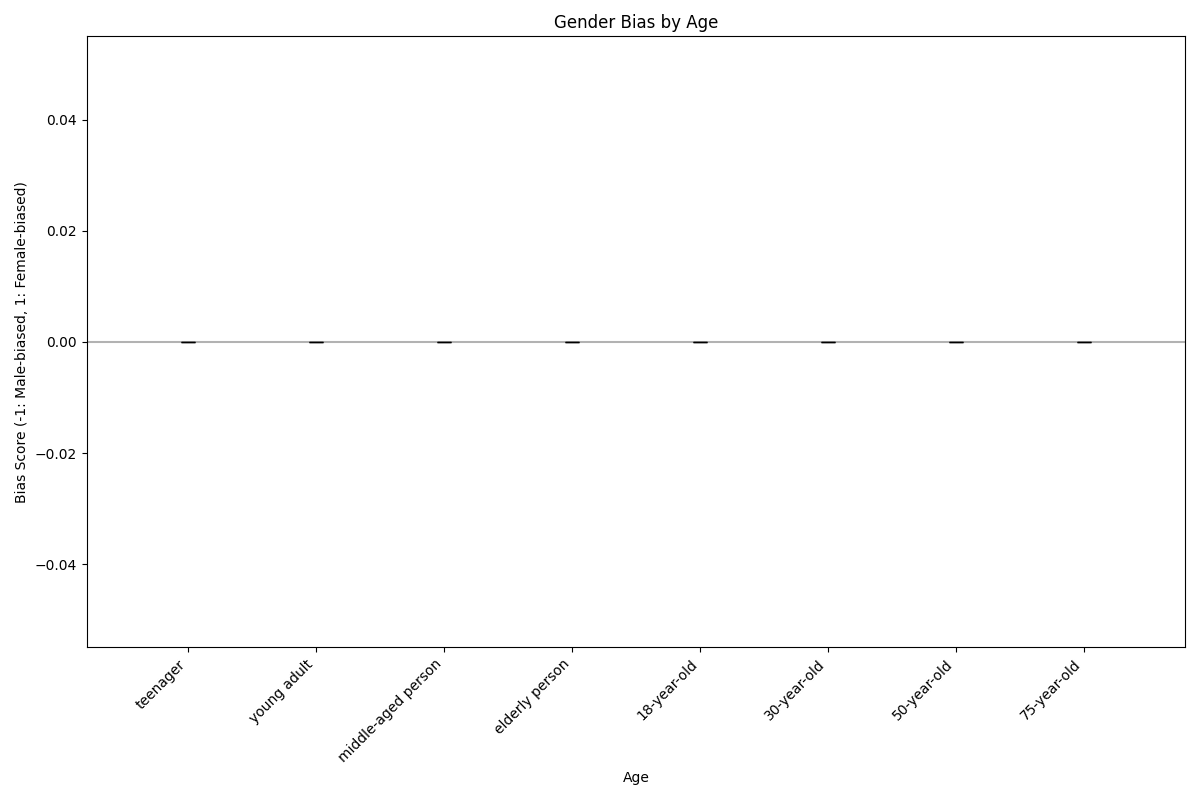 Gender Bias by Age
Bias Score (-1: Male-biased, 1: Female-biased)
0.04
0.02
0.00
−0.02
−0.04
teenager
young adult
middle-aged person
elderly person
18-year-old
30-year-old
50-year-old
75-year-old
Age